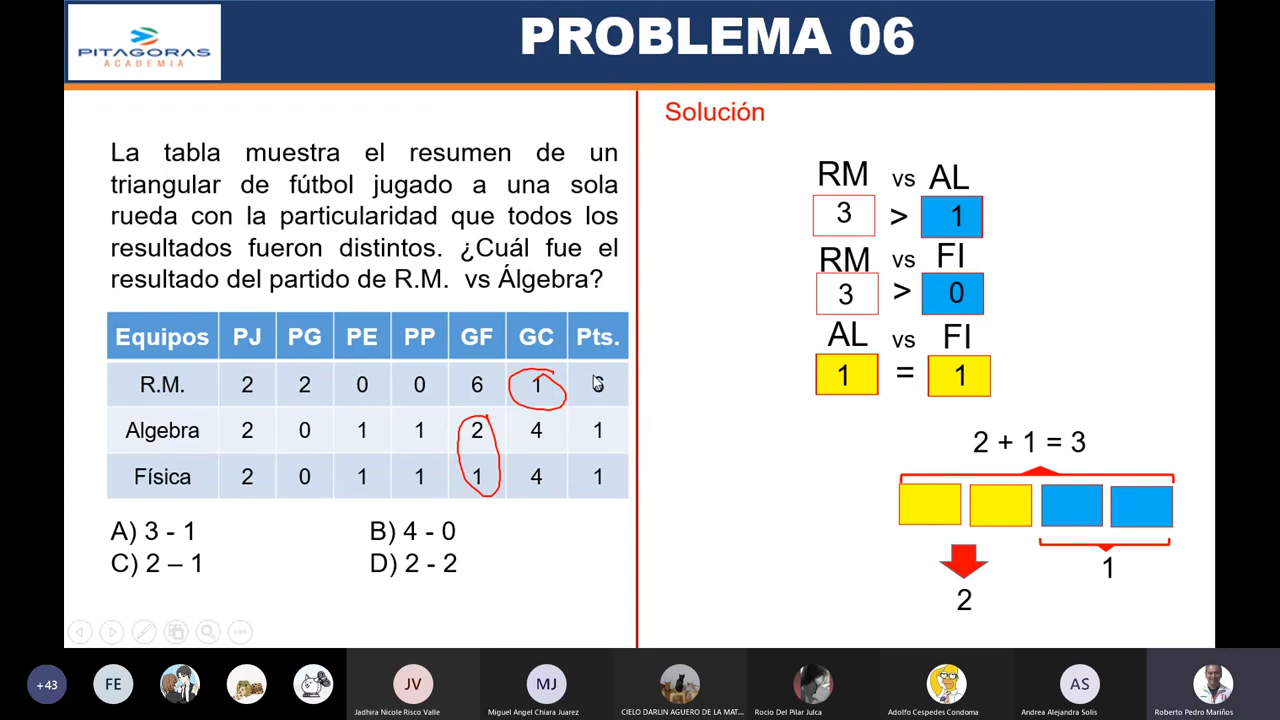 PITAGORAS
ACADEMIA
PROBLEMA 06
La tabla muestra el resumen de un
triangular de fútbol jugado a una sola
rueda con la particularidad que todos los
resultados fueron distintos. ¿Cuál fue el
resultado del partido de R.M. vs Álgebra?
Equipos PJ PG PE PP GF GC Pts.
R.M. 2 2 0 0 6 1
Algebra 2 0 1 1 2 4 1
Física 2 0 1 1 1 4 1
A) 3 - 1 B) 4 - 0
C) 2 – 1 D) 2 - 2
Solución
RM vs AL
3 > 1
RM vs FI
3 > 0
AL vs FI
1 = 1
2 + 1 = 3
1
2
+43
FE
JV
Jadhira Nicole Risco Valle
MJ
Miguel Angel Chiara Juarez
CIELO DARLIN AGUERO DE LA MAT...
Rocio Del Pilar Julca
Adolfo Cespedes Condoma
AS
Andrea Alejandra Solis
Roberto Pedro Mariños